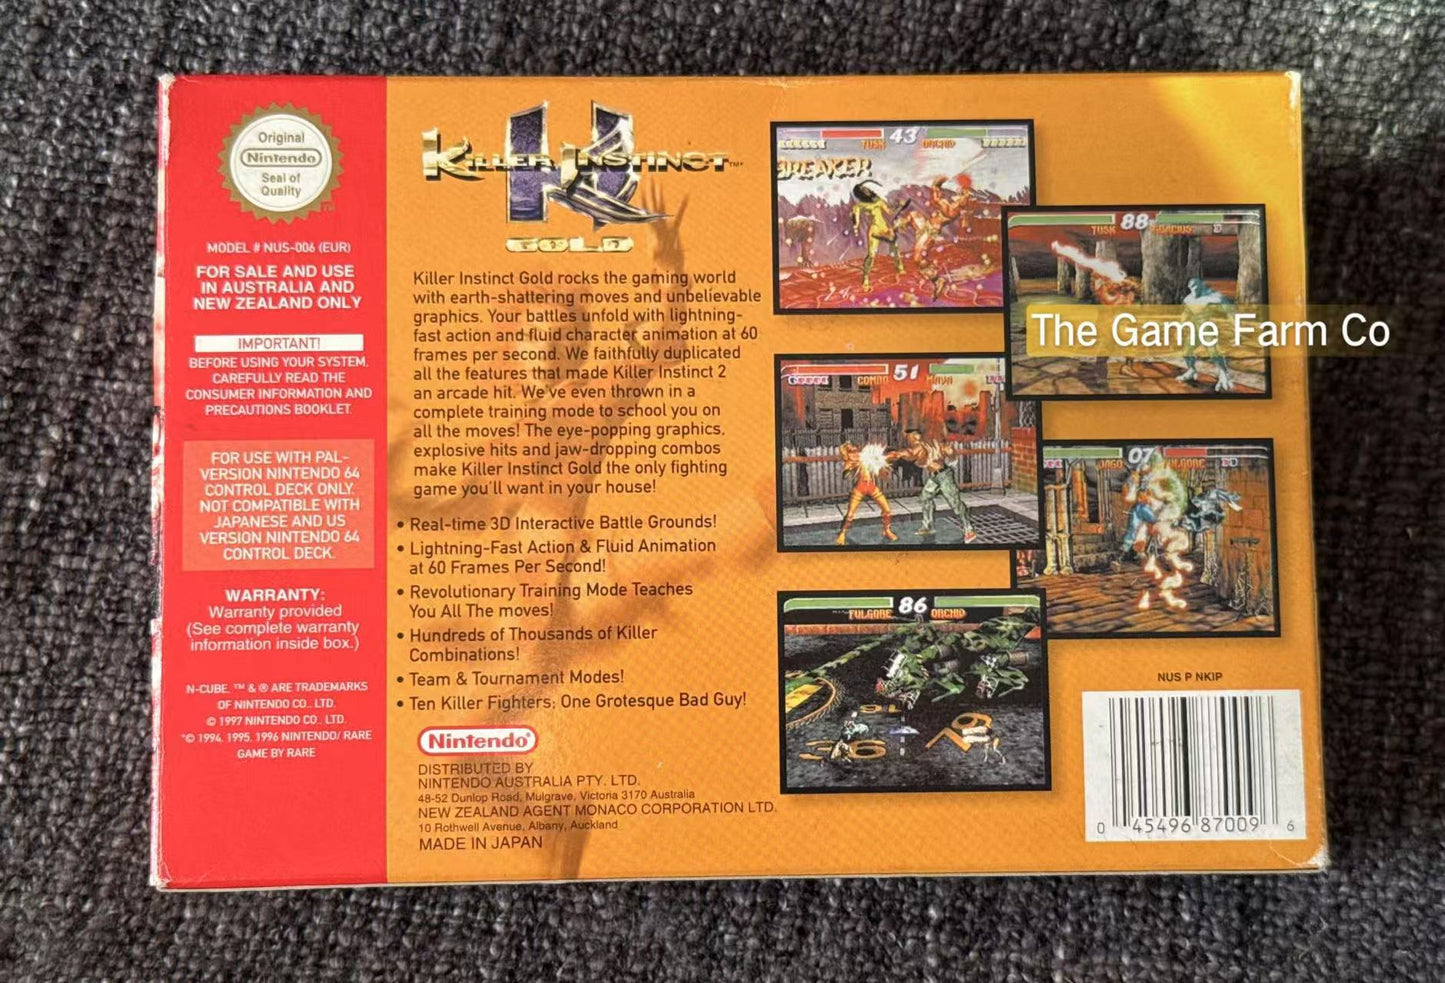 Original
Nintendo
Seal of
Quality
TM
MODEL # NUS-006 (EUR)
FOR SALE AND USE
IN AUSTRALIA AND
NEW ZEALAND ONLY
IMPORTANT!
BEFORE USING YOUR SYSTEM,
CAREFULLY READ THE
CONSUMER INFORMATION AND
PRECAUTIONS BOOKLET.
FOR USE WITH PAL-
VERSION NINTENDO 64
CONTROL DECK ONLY.
NOT COMPATIBLE WITH
JAPANESE AND US
VERSION NINTENDO 64
CONTROL DECK.
WARRANTY:
Warranty provided
(See complete warranty
information inside box.)
N-CUBE, ™ & ® ARE TRADEMARKS
OF NINTENDO CO., LTD.
© 1997 NINTENDO CO., LTD.
*© 1994, 1995, 1996 NINTENDO/ RARE
GAME BY RARE
KILLER INSTINCT™*
GOLD
Killer Instinct Gold rocks the gaming world
with earth-shattering moves and unbelievable
graphics. Your battles unfold with lightning-
fast action and fluid character animation at 60
frames per second. We faithfully duplicated
all the features that made Killer Instinct 2
an arcade hit. We've even thrown in a
complete training mode to school you on
all the moves! The eye-popping graphics,
explosive hits and jaw-dropping combos
make Killer Instinct Gold the only fighting
game you'll want in your house!
• Real-time 3D Interactive Battle Grounds!
• Lightning-Fast Action & Fluid Animation
at 60 Frames Per Second!
• Revolutionary Training Mode Teaches
You All The moves!
• Hundreds of Thousands of Killer
Combinations!
• Team & Tournament Modes!
• Ten Killer Fighters; One Grotesque Bad Guy!
Nintendo®
DISTRIBUTED BY
NINTENDO AUSTRALIA PTY. LTD.
48-52 Dunlop Road, Mulgrave, Victoria 3170 Australia
NEW ZEALAND AGENT MONACO CORPORATION LTD.
10 Rothwell Avenue, Albany, Auckland
MADE IN JAPAN
43
TUSK ORCHID
BREAKER
88
TUSK GLACIUS
The Game Farm Co
51
COMBO MAYA
07
JAGO FULGORE
86
FULGORE ORCHID
NUS P NKIP
0 45496 87009 6